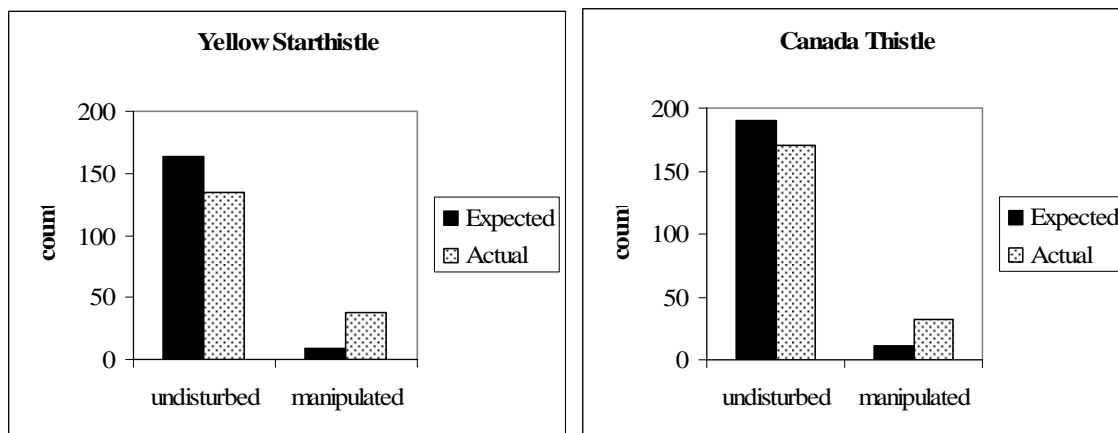 Yellow Starthistle
200
150
100
50
0
count
undisturbed manipulated
Expected
Actual
Canada Thistle
200
150
100
50
0
count
undisturbed manipulated
Expected
Actual